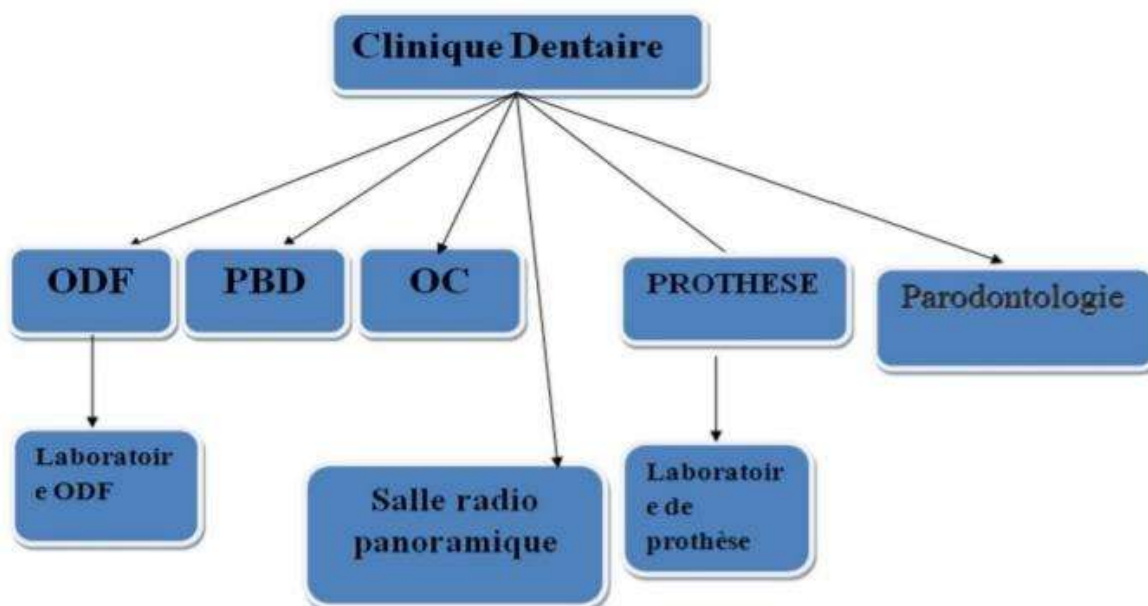 Clinique Dentaire
ODF
PBD
OC
PROTHESE
Parodontologie
Laboratoir
e ODF
Salle radio
panoramique
Laboratoir
e de
prothèse